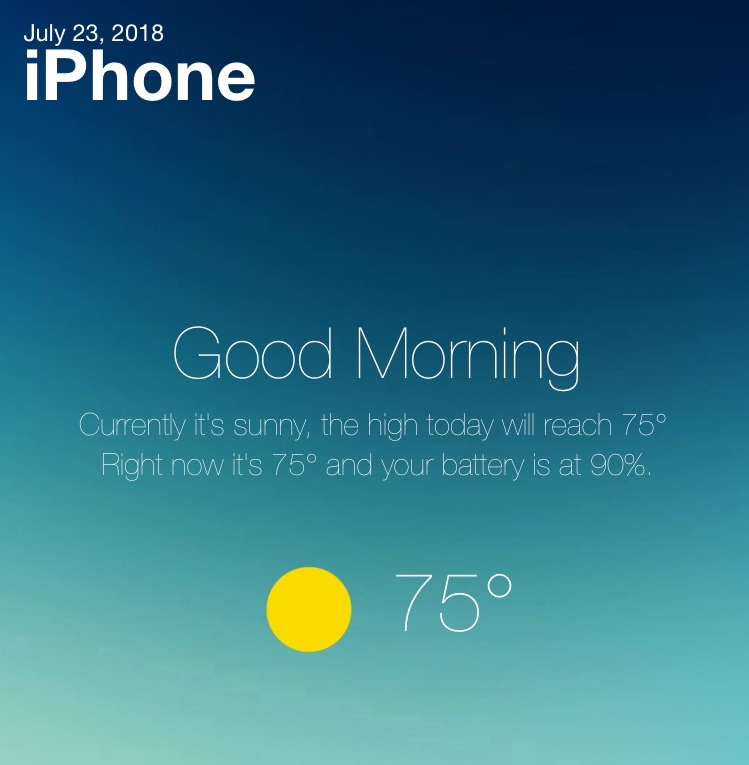 July 23, 2018
iPhone
Good Morning
Currently it's sunny, the high today will reach 75°
Right now it's 75° and your battery is at 90%.
75°